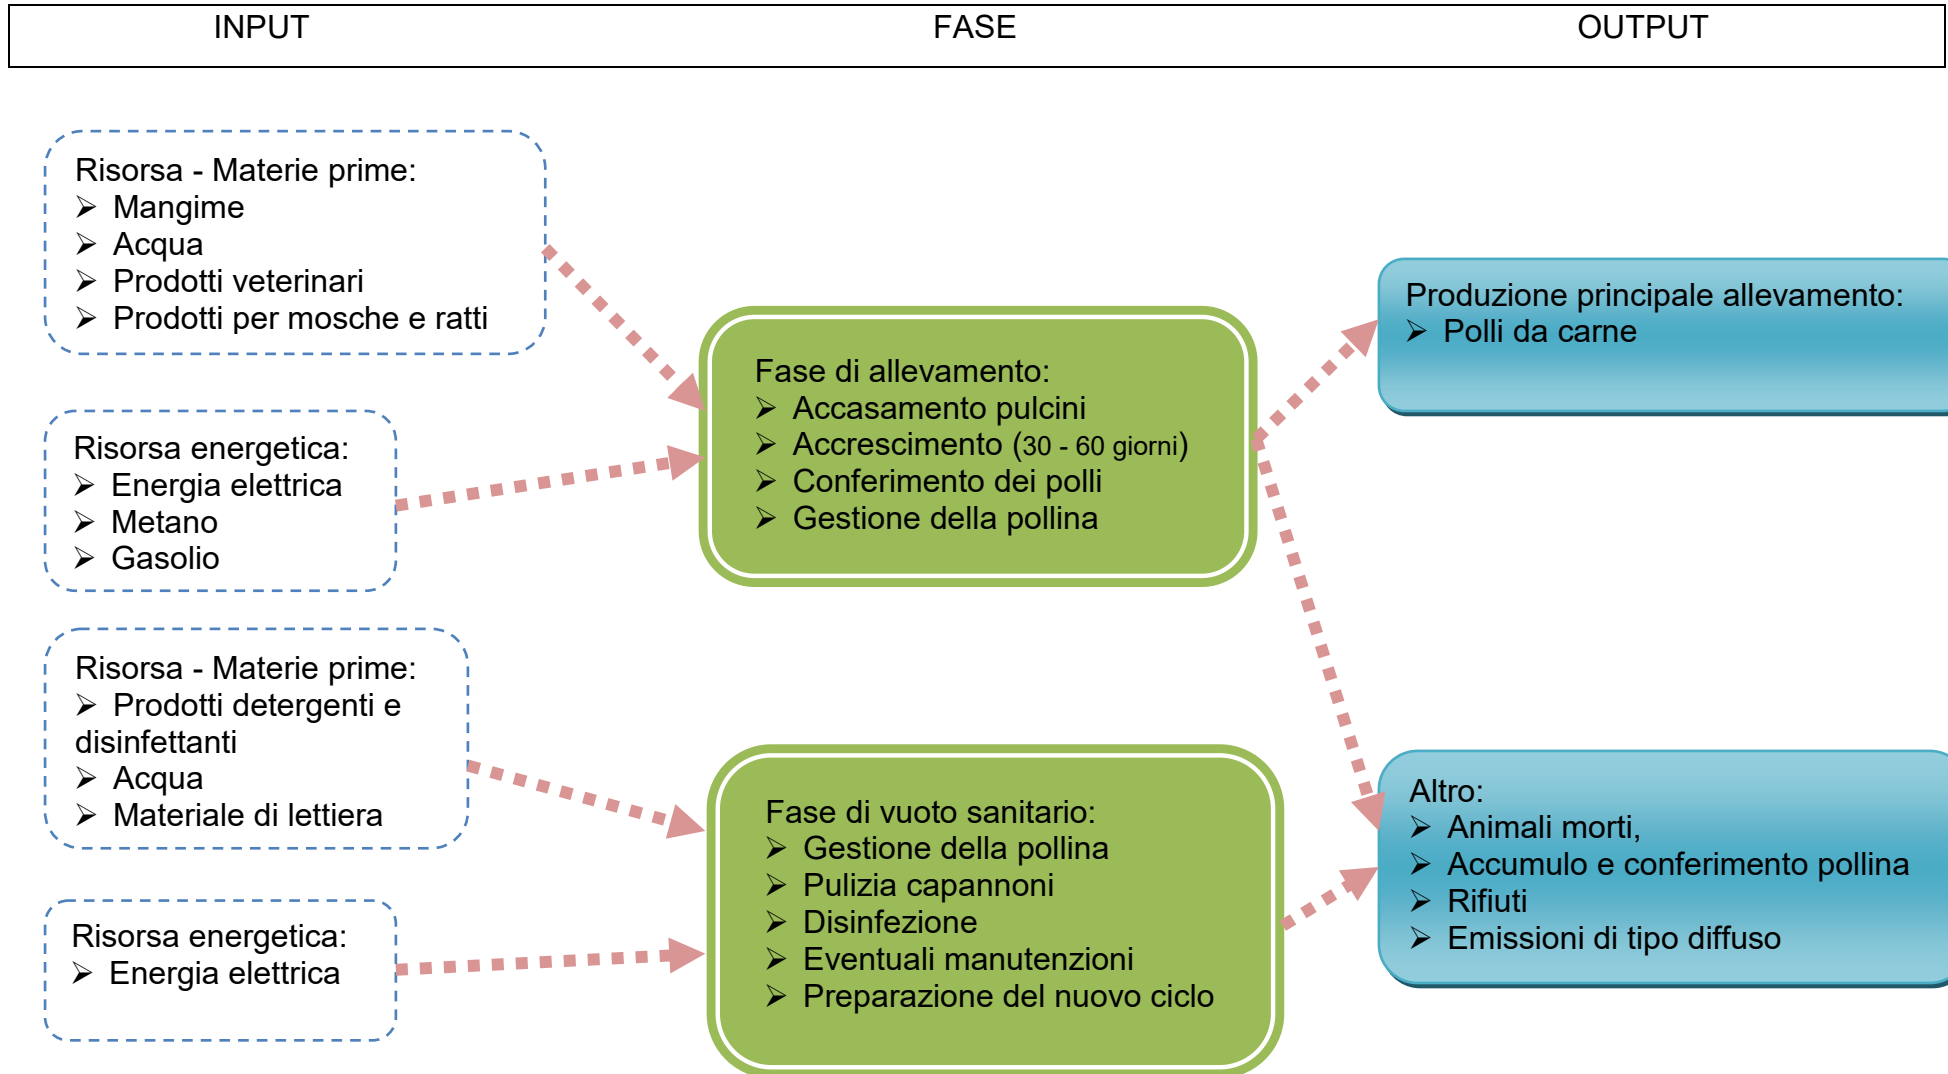 INPUT FASE OUTPUT
Risorsa - Materie prime:
➢ Mangime
➢ Acqua
➢ Prodotti veterinari
➢ Prodotti per mosche e ratti
Risorsa energetica:
➢ Energia elettrica
➢ Metano
➢ Gasolio
Risorsa - Materie prime:
➢ Prodotti detergenti e
disinfettanti
➢ Acqua
➢ Materiale di lettiera
Risorsa energetica:
➢ Energia elettrica
Fase di allevamento:
➢ Accasamento pulcini
➢ Accrescimento (30 - 60 giorni)
➢ Conferimento dei polli
➢ Gestione della pollina
Fase di vuoto sanitario:
➢ Gestione della pollina
➢ Pulizia capannoni
➢ Disinfezione
➢ Eventuali manutenzioni
➢ Preparazione del nuovo ciclo
Produzione principale allevamento:
➢ Polli da carne
Altro:
➢ Animali morti,
➢ Accumulo e conferimento pollina
➢ Rifiuti
➢ Emissioni di tipo diffuso